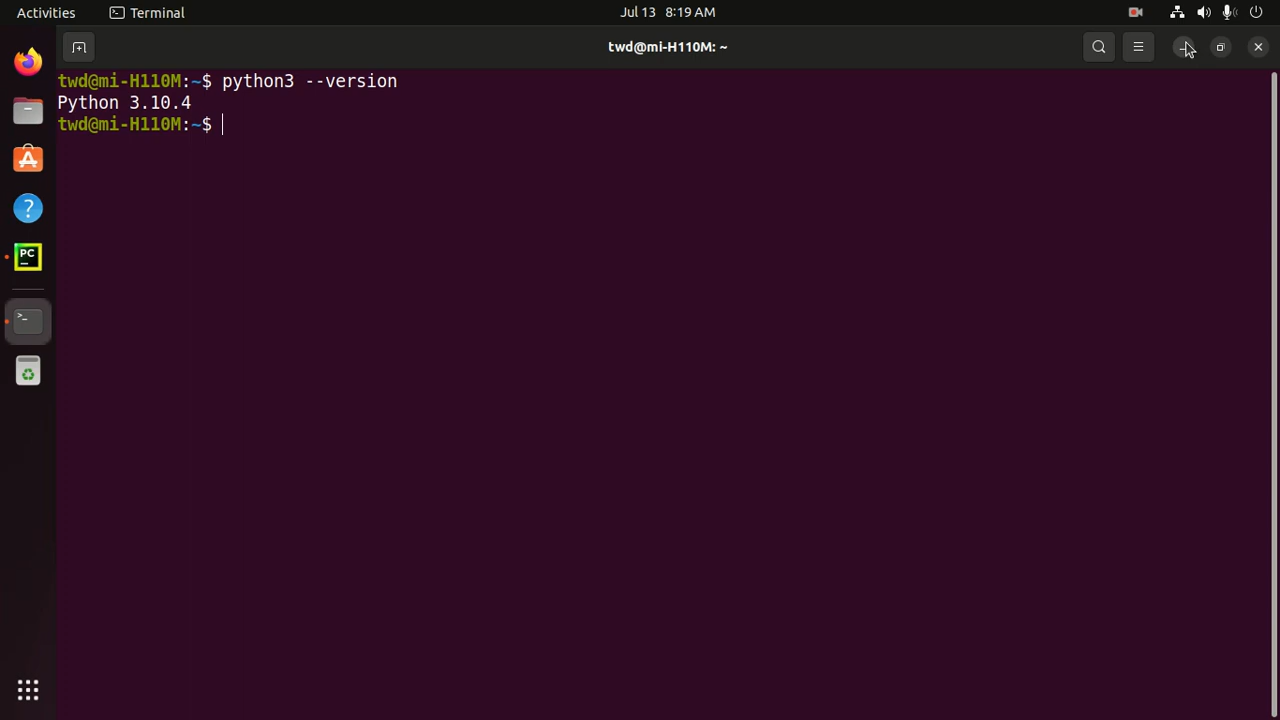 Activities
Terminal
Jul 13 8:19 AM
twd@mi-H110M: ~
twd@mi-H110M:~$ python3 --version
Python 3.10.4
twd@mi-H110M:~$
PC
>_
?